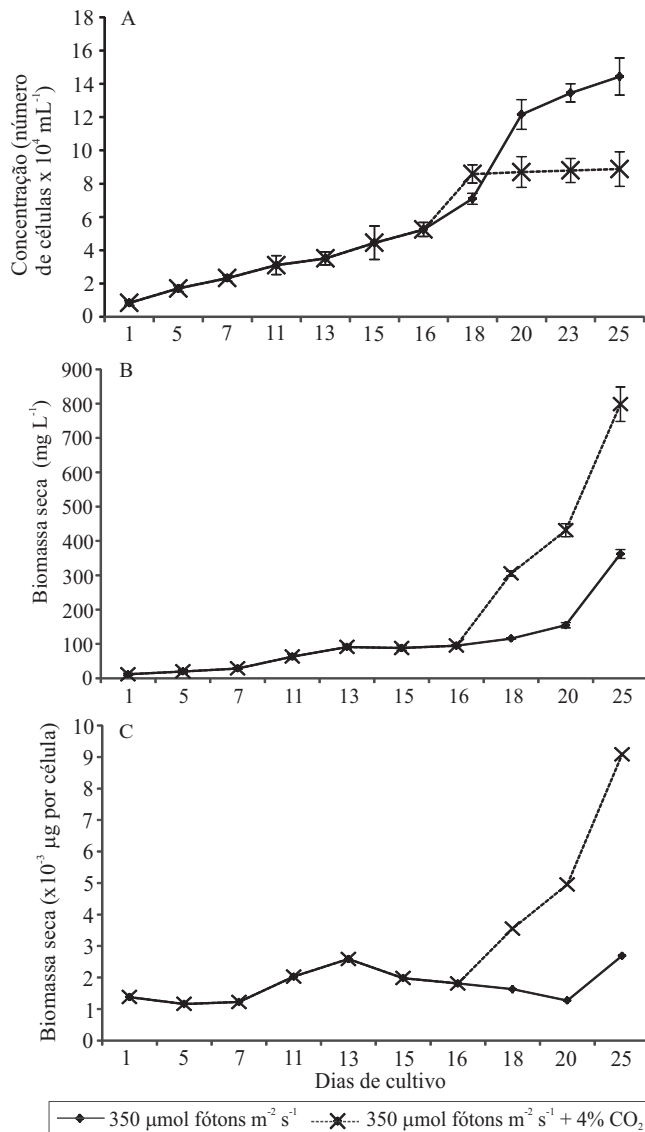 A
Concentração (número
de células x 10⁴ mL⁻¹)
18
16
14
12
10
8
6
4
2
0
1 5 7 11 13 15 16 18 20 23 25
B
Biomassa seca (mg L⁻¹)
900
800
700
600
500
400
300
200
100
0
1 5 7 11 13 15 16 18 20 25
C
Biomassa seca (x10⁻³ µg por célula)
10
9
8
7
6
5
4
3
2
1
0
1 5 7 11 13 15 16 18 20 25
Dias de cultivo
350 µmol fótons m⁻² s⁻¹
350 µmol fótons m⁻² s⁻¹ + 4% CO₂